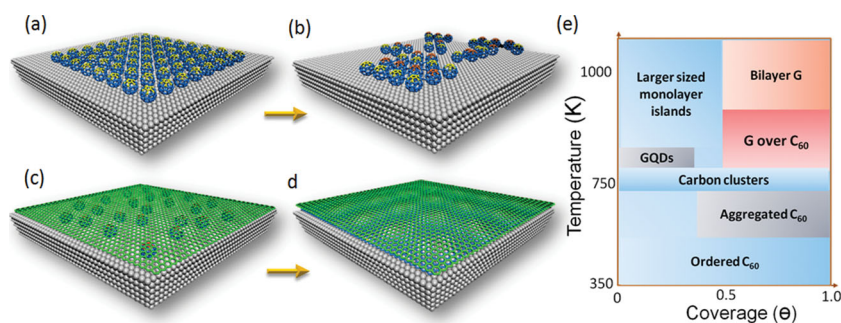 (a)
(b)
(c)
d
(e)
Temperature (K)
1000
750
350
Larger sized
monolayer
islands
Bilayer G
G over C₆₀
GQDs
Carbon clusters
Aggregated C₆₀
Ordered C₆₀
0
0.5
1.0
Coverage (Ɵ)